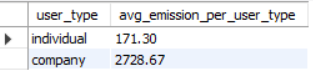 user_type avg_emission_per_user_type
individual 171.30
company 2728.67